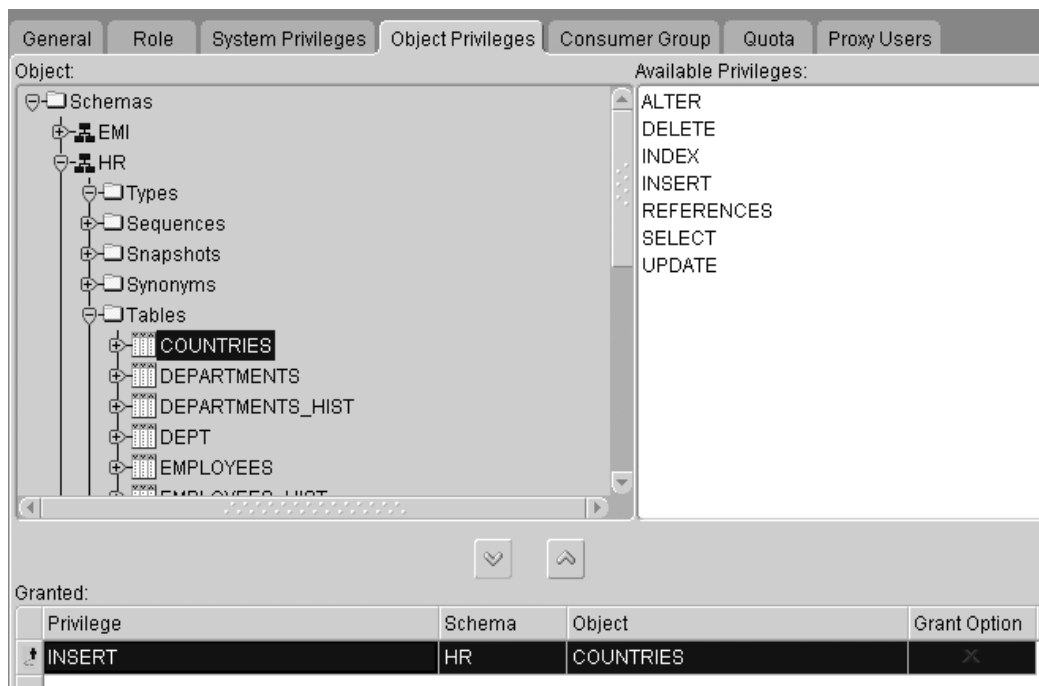 General Role System Privileges Object Privileges Consumer Group Quota Proxy Users
Object:
Schemas
EMI
HR
Types
Sequences
Snapshots
Synonyms
Tables
COUNTRIES
DEPARTMENTS
DEPARTMENTS_HIST
DEPT
EMPLOYEES
Available Privileges:
ALTER
DELETE
INDEX
INSERT
REFERENCES
SELECT
UPDATE
Granted:
Privilege Schema Object Grant Option
INSERT HR COUNTRIES